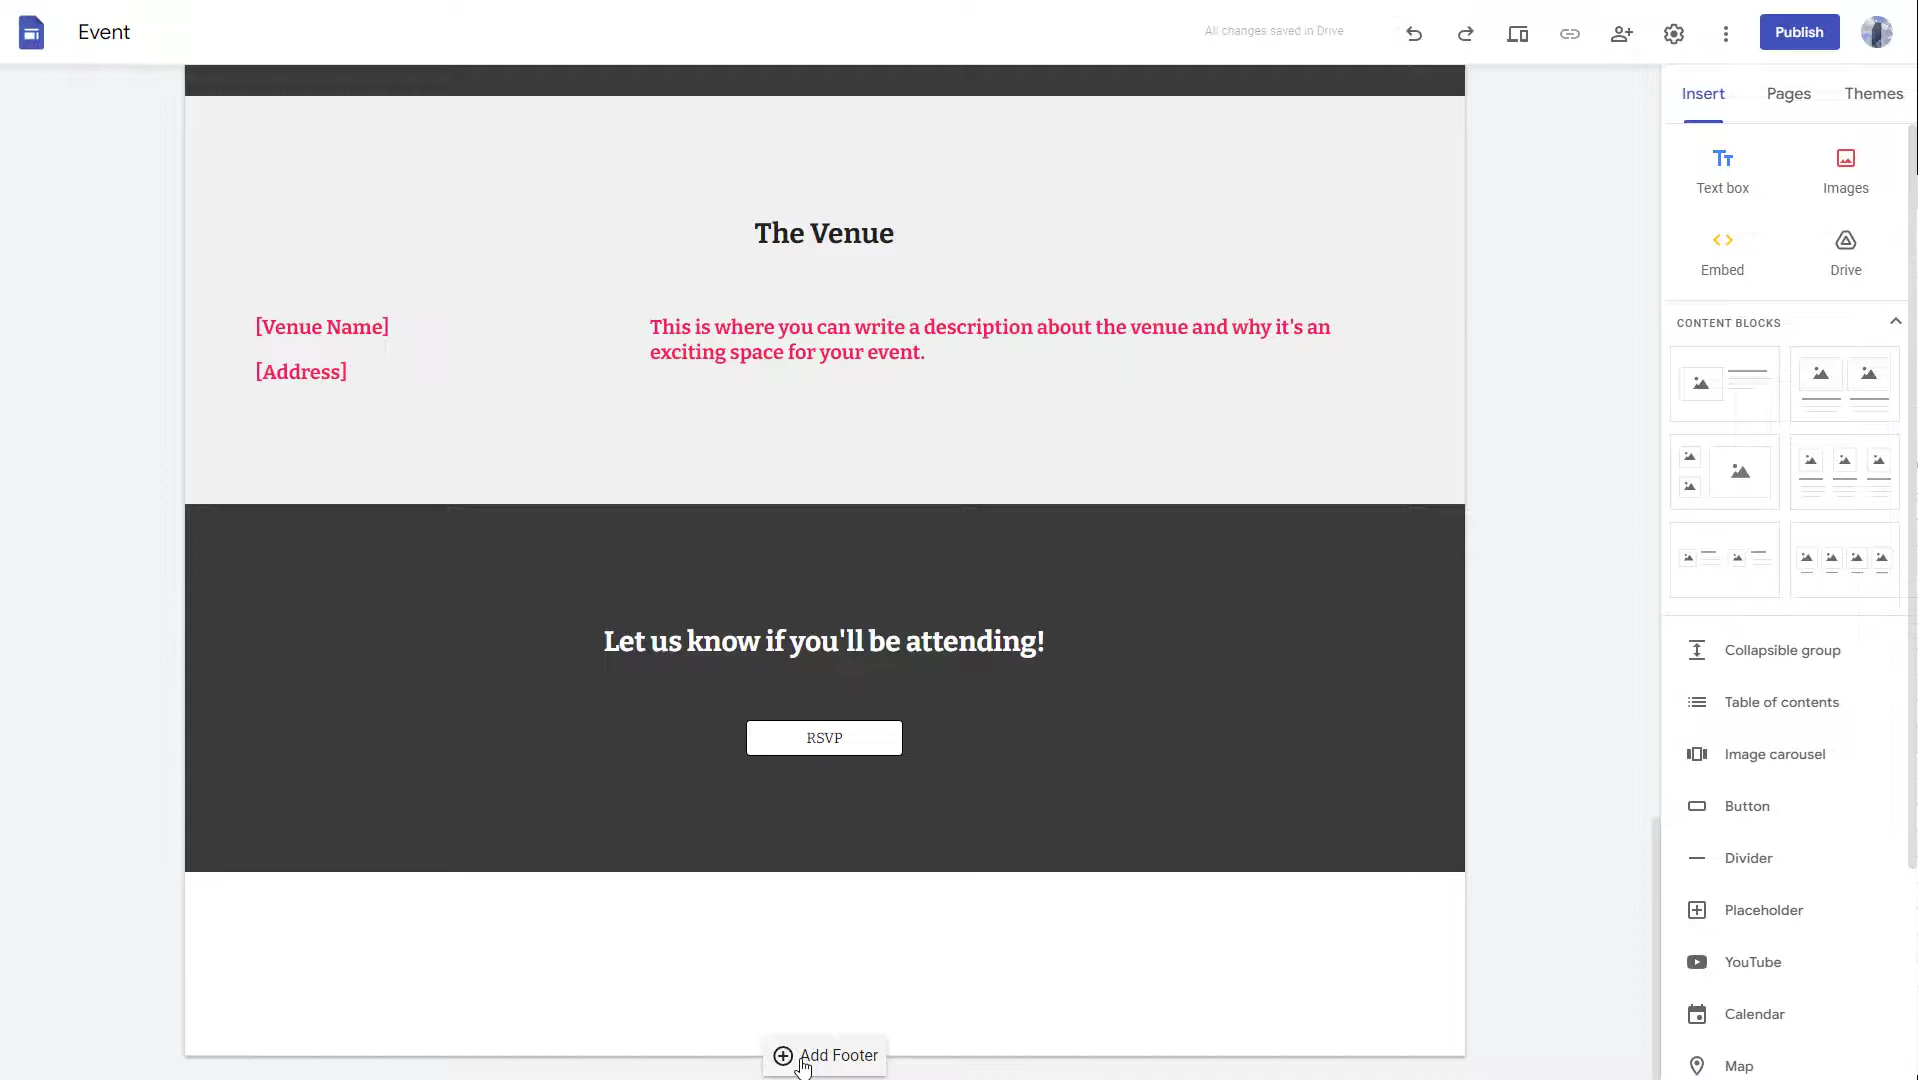 Event
All changes saved in Drive
Publish
Insert
Pages
Themes
Text box
Images
Embed
Drive
CONTENT BLOCKS
The Venue
[Venue Name]
[Address]
This is where you can write a description about the venue and why it's an
exciting space for your event.
Let us know if you'll be attending!
RSVP
Add Footer
Collapsible group
Table of contents
Image carousel
Button
Divider
Placeholder
YouTube
Calendar
Map